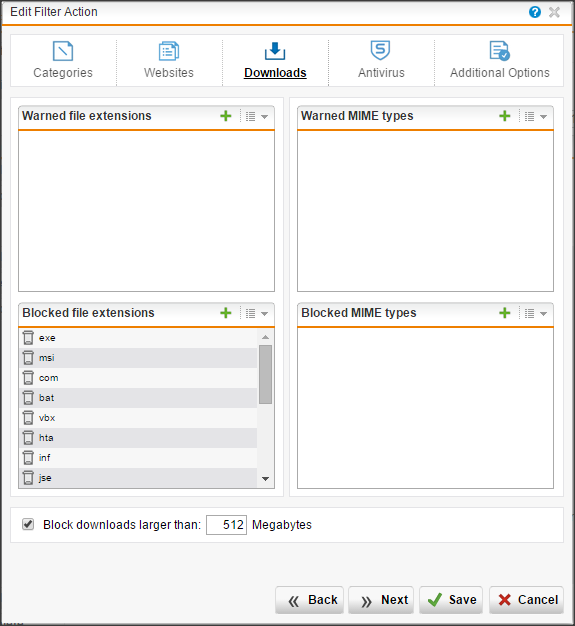 Edit Filter Action
Categories
Websites
Downloads
Antivirus
Additional Options
Warned file extensions
Warned MIME types
Blocked file extensions
exe
msi
com
bat
vbx
hta
inf
jse
Blocked MIME types
Block downloads larger than: 512 Megabytes
Back
Next
Save
Cancel